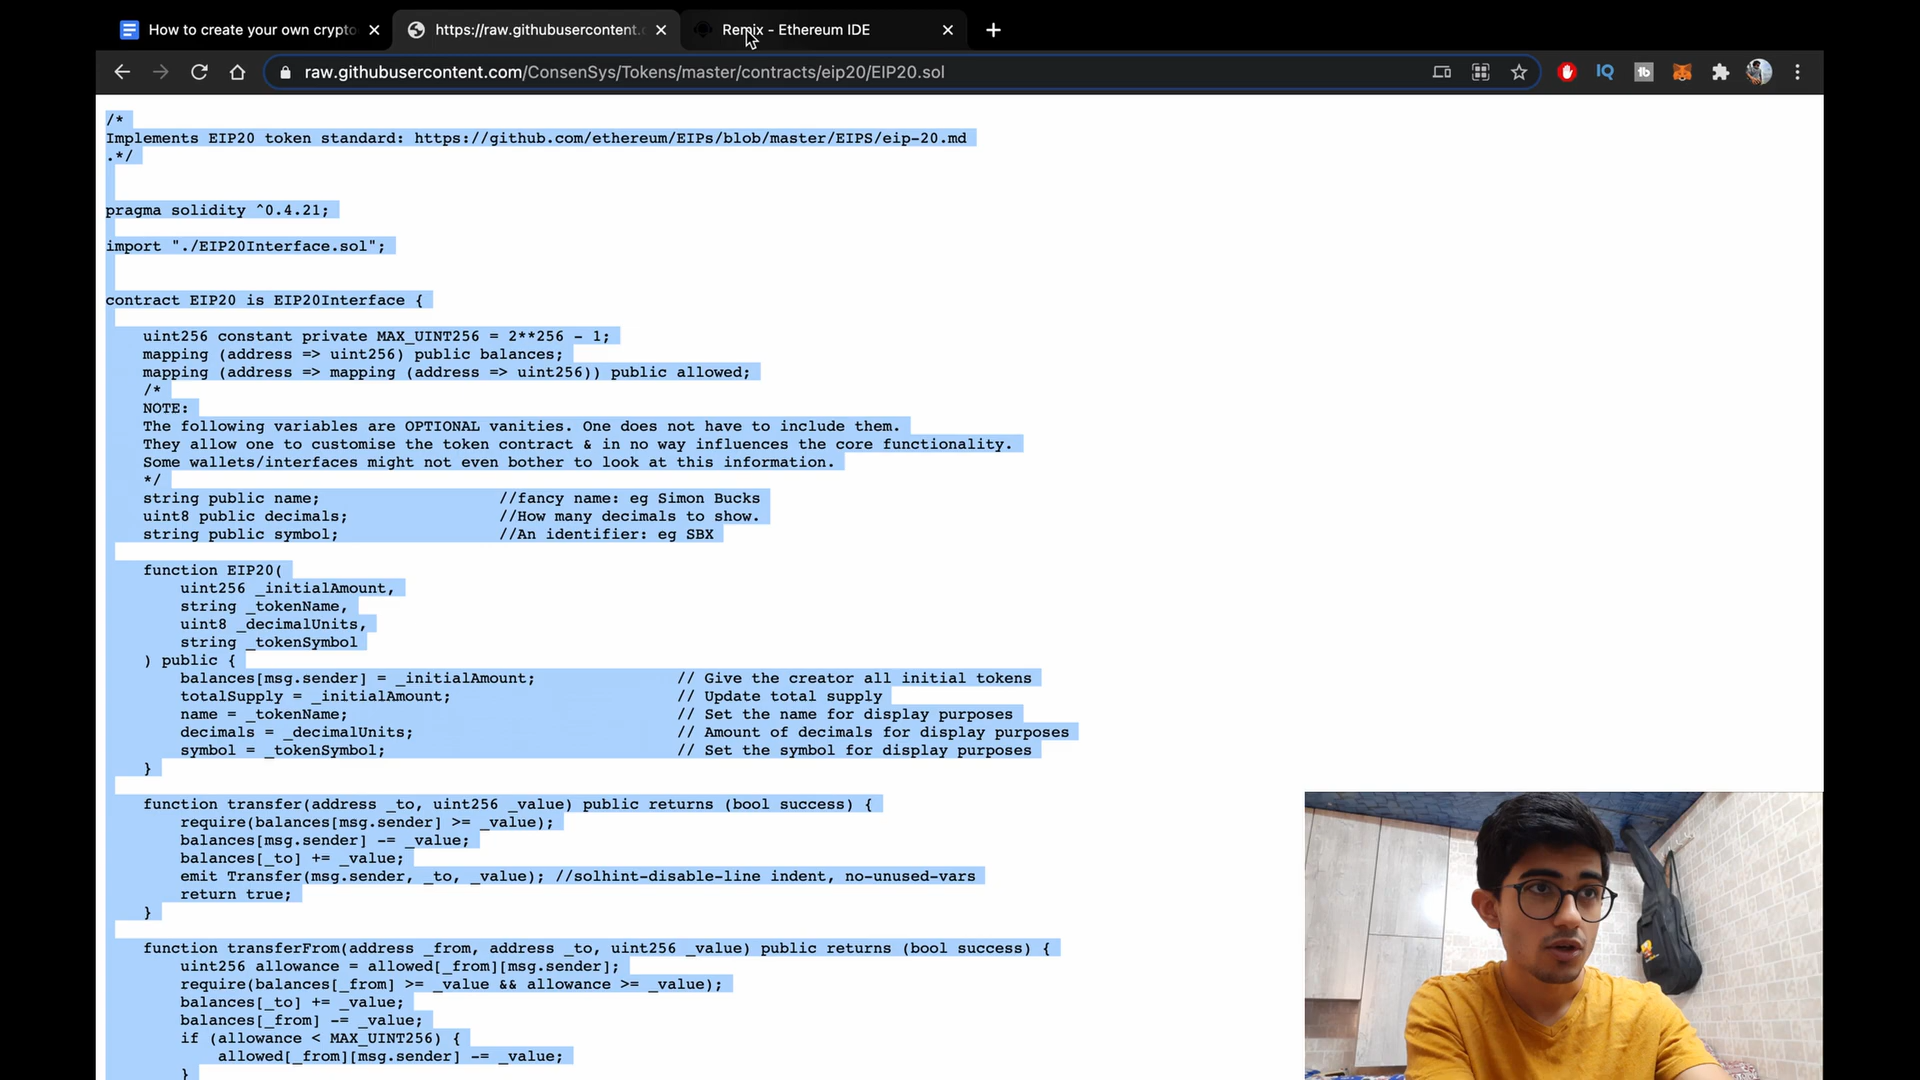 How to create your own crypto
https://raw.githubusercontent.c
Remix - Ethereum IDE
raw.githubusercontent.com/ConsenSys/Tokens/master/contracts/eip20/EIP20.sol
IQ
tb
/*
Implements EIP20 token standard: https://github.com/ethereum/EIPs/blob/master/EIPS/eip-20.md
.*/
pragma solidity ^0.4.21;
import "./EIP20Interface.sol";
contract EIP20 is EIP20Interface {
uint256 constant private MAX_UINT256 = 2**256 - 1;
mapping (address => uint256) public balances;
mapping (address => mapping (address => uint256)) public allowed;
/*
NOTE:
The following variables are OPTIONAL vanities. One does not have to include them.
They allow one to customise the token contract & in no way influences the core functionality.
Some wallets/interfaces might not even bother to look at this information.
*/
string public name; //fancy name: eg Simon Bucks
uint8 public decimals; //How many decimals to show.
string public symbol; //An identifier: eg SBX
function EIP20(
uint256 _initialAmount,
string _tokenName,
uint8 _decimalUnits,
string _tokenSymbol
) public {
balances[msg.sender] = _initialAmount; // Give the creator all initial tokens
totalSupply = _initialAmount; // Update total supply
name = _tokenName; // Set the name for display purposes
decimals = _decimalUnits; // Amount of decimals for display purposes
symbol = _tokenSymbol; // Set the symbol for display purposes
}
function transfer(address _to, uint256 _value) public returns (bool success) {
require(balances[msg.sender] >= _value);
balances[msg.sender] -= _value;
balances[_to] += _value;
emit Transfer(msg.sender, _to, _value); //solhint-disable-line indent, no-unused-vars
return true;
}
function transferFrom(address _from, address _to, uint256 _value) public returns (bool success) {
uint256 allowance = allowed[_from][msg.sender];
require(balances[_from] >= _value && allowance >= _value);
balances[_to] += _value;
balances[_from] -= _value;
if (allowance < MAX_UINT256) {
allowed[_from][msg.sender] -= _value;
}